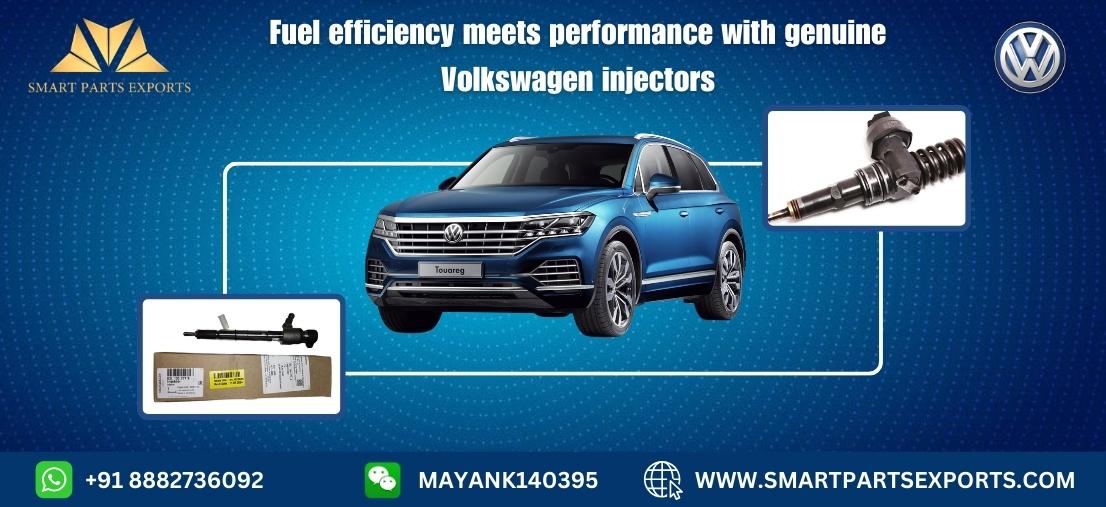 SMART PARTS EXPORTS
Fuel efficiency meets performance with genuine
Volkswagen injectors
Touareg
+91 8882736092
MAYANK140395
WWW.SMARTPARTSEXPORTS.COM